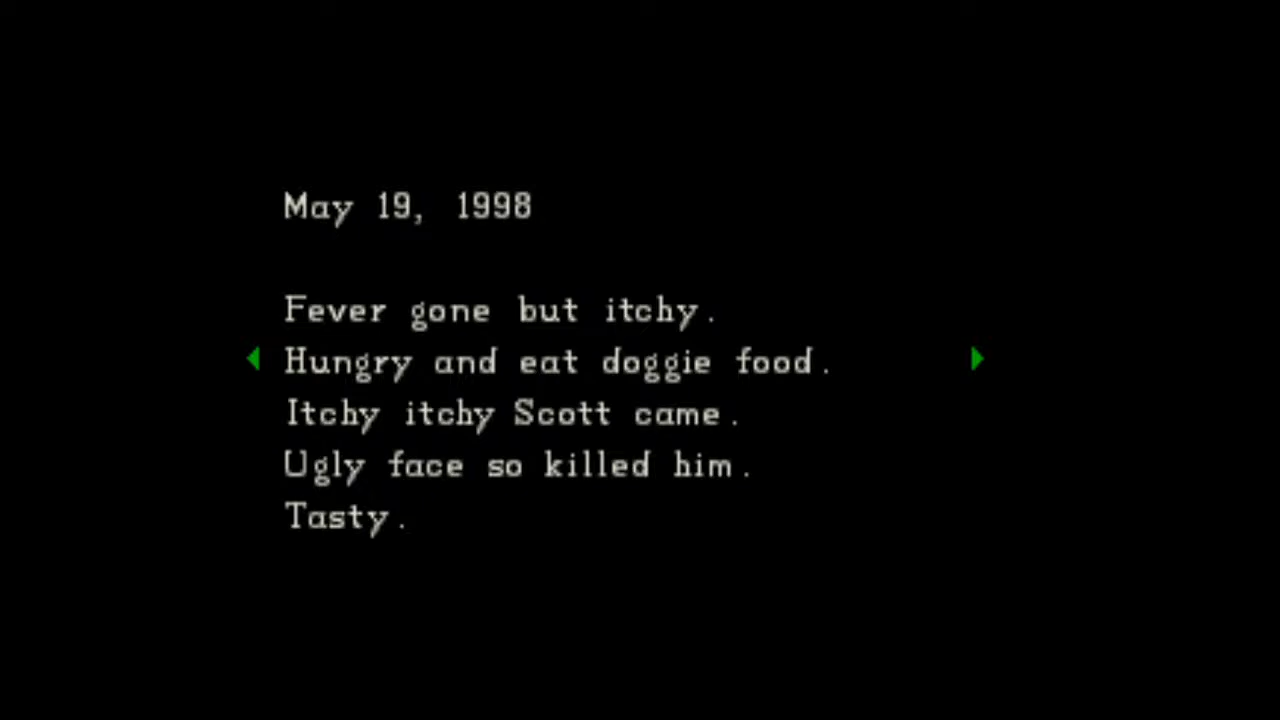 May 19, 1998
Fever gone but itchy.
Hungry and eat doggie food.
Itchy itchy Scott came.
Ugly face so killed him.
Tasty.